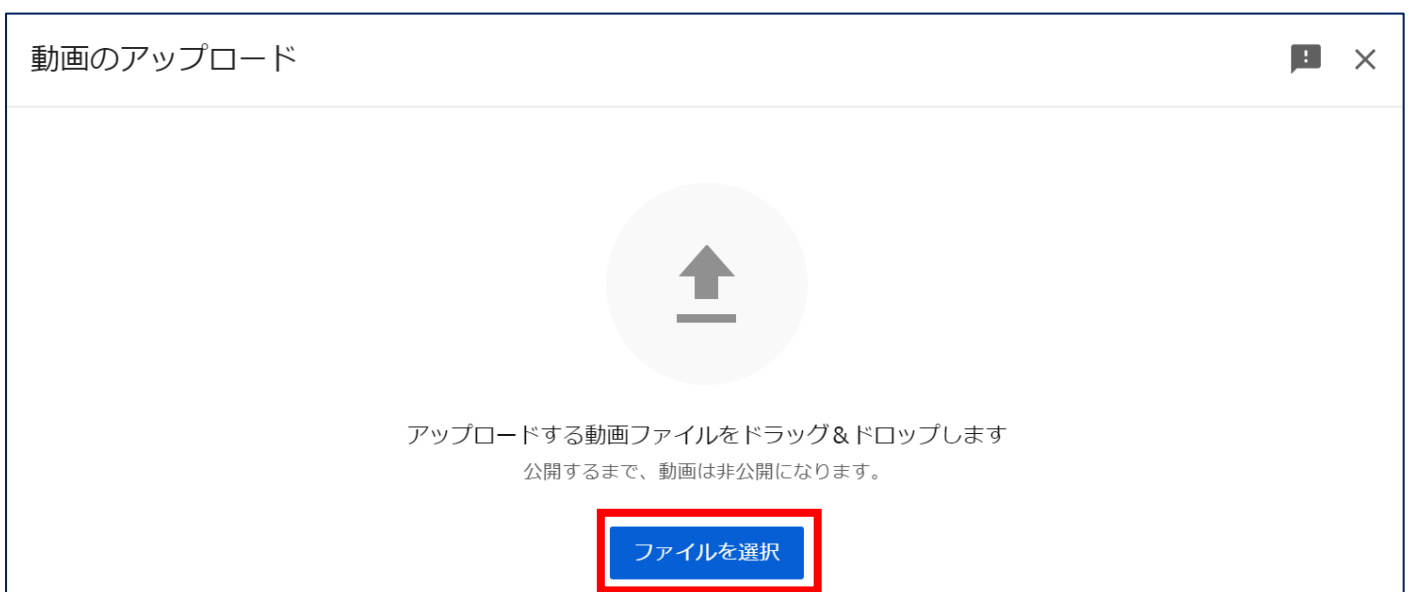 動画のアップロード
アップロードする動画ファイルをドラッグ&ドロップします
公開するまで、動画は非公開になります。
ファイルを選択